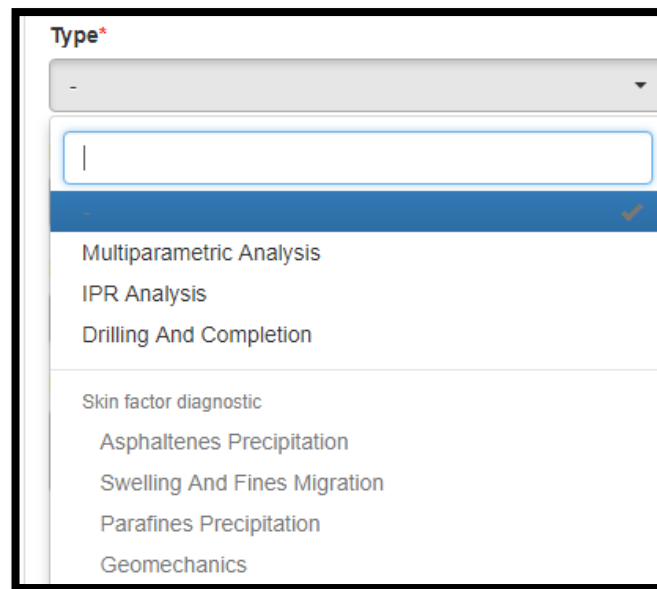 Type*
-
-
Multiparametric Analysis
IPR Analysis
Drilling And Completion
Skin factor diagnostic
Asphaltenes Precipitation
Swelling And Fines Migration
Parafines Precipitation
Geomechanics